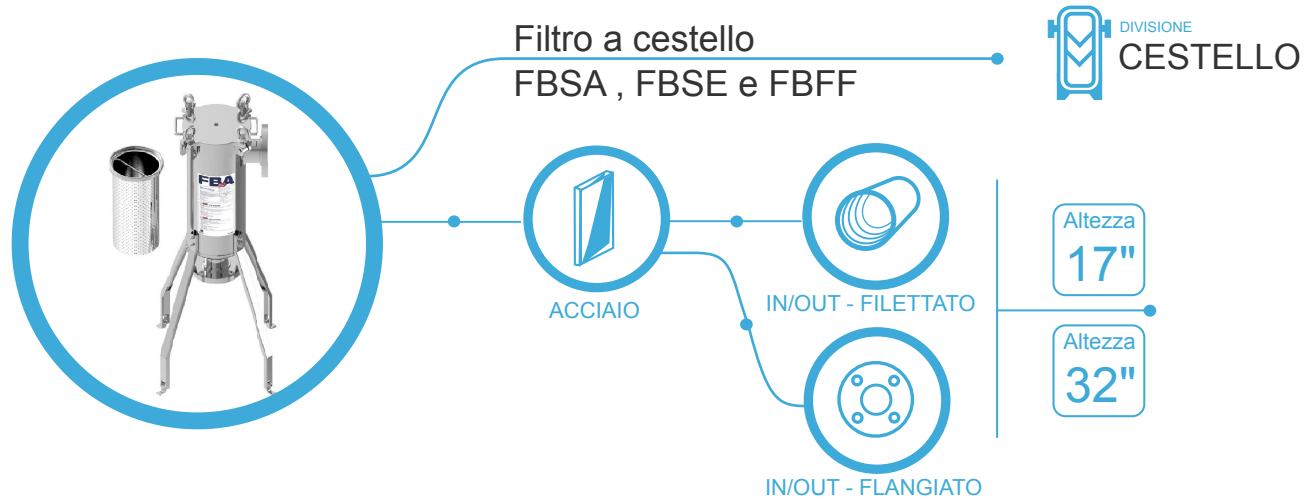 Filtro a cestello
FBSA , FBSE e FBFF
DIVISIONE
CESTELLO
FBA
ACCIAIO
IN/OUT - FILETTATO
IN/OUT - FLANGIATO
Altezza
17"
Altezza
32"